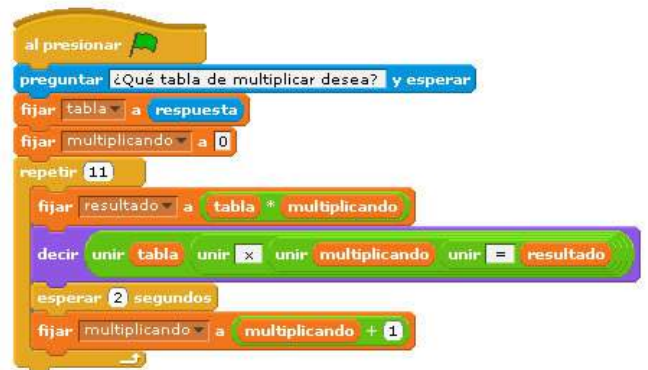 al presionar
preguntar ¿Qué tabla de multiplicar desea? y esperar
fijar tabla a respuesta
fijar multiplicando a 0
repetir 11
fijar resultado a tabla * multiplicando
decir unir tabla unir x unir multiplicando unir = resultado
esperar 2 segundos
fijar multiplicando a multiplicando + 1